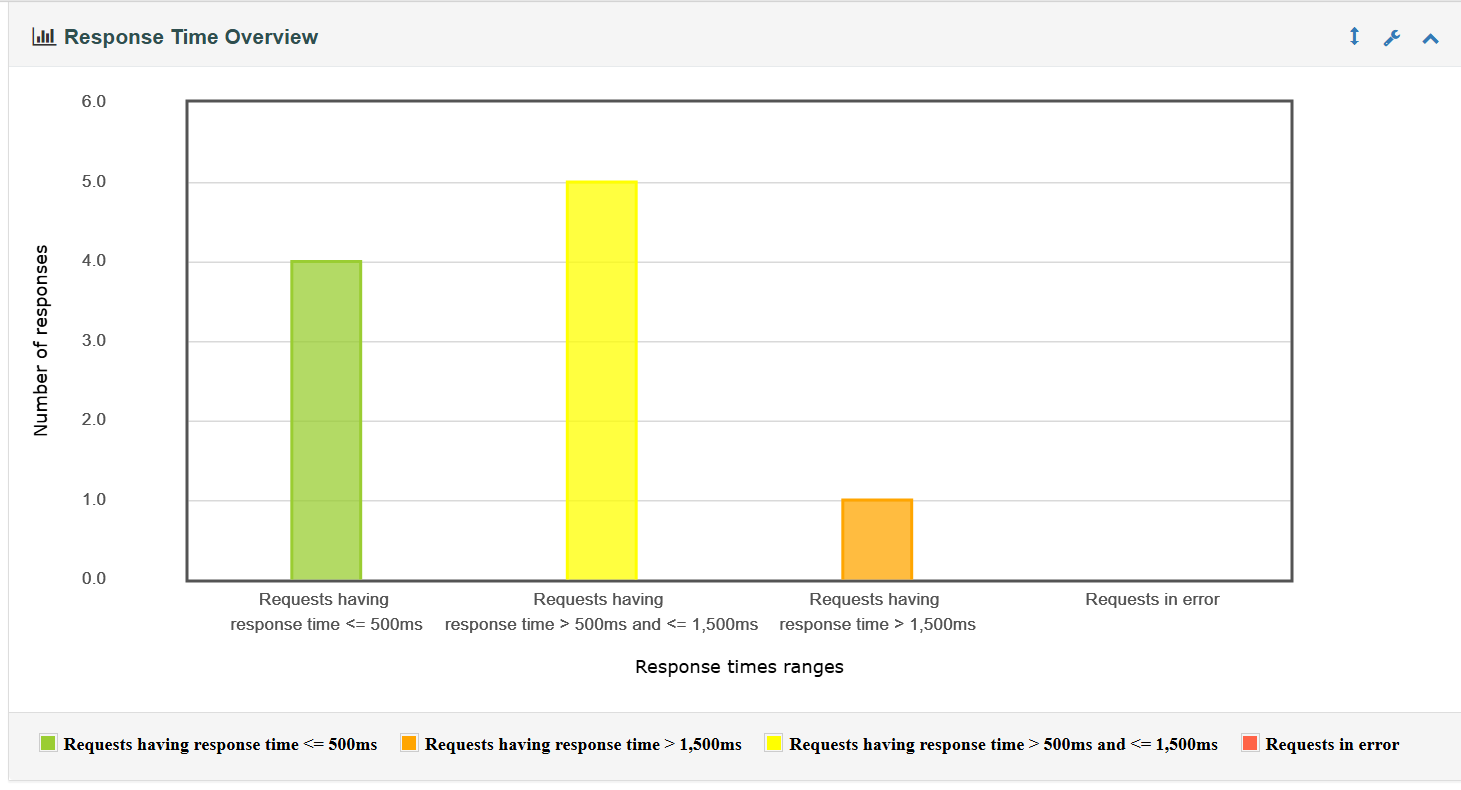 Response Time Overview
6.0
5.0
4.0
3.0
2.0
1.0
0.0
Number of responses
Requests having
response time <= 500ms
Requests having
response time > 500ms and <= 1,500ms
Requests having
response time > 1,500ms
Requests in error
Response times ranges
Requests having response time <= 500ms
Requests having response time > 1,500ms
Requests having response time > 500ms and <= 1,500ms
Requests in error